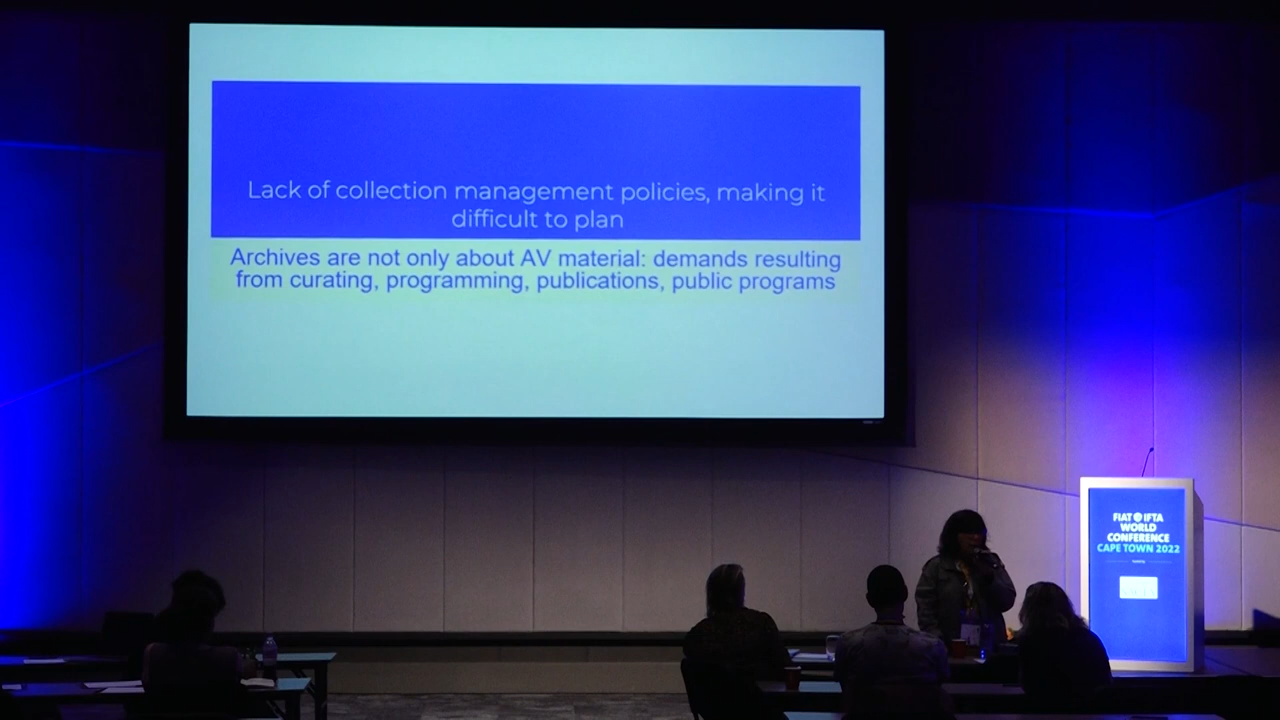 Lack of collection management policies, making it
difficult to plan
Archives are not only about AV material: demands resulting
from curating, programming, publications, public programs
FIAT IFTA
WORLD
CONFERENCE
CAPE TOWN 2022